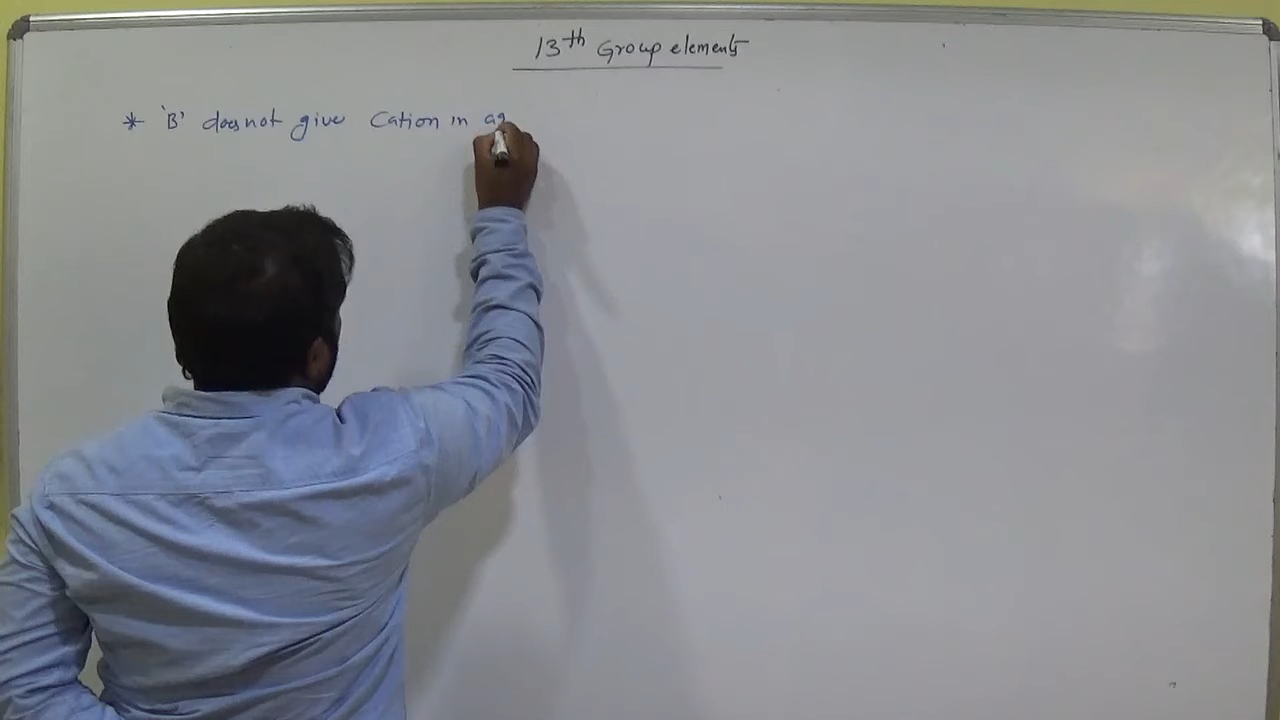 13th Group elements
* 'B' does not give Cation in aq